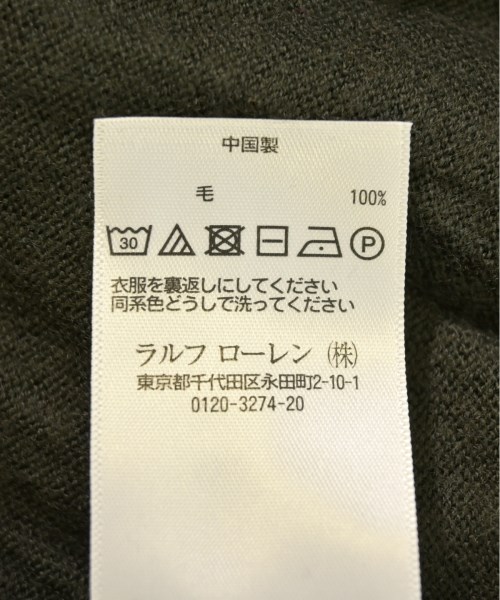 中国製
毛 100%
30 P
衣服を裏返しにしてください
同系色どうしで洗ってください
ラルフ ローレン (株)
東京都千代田区永田町2-10-1
0120-3274-20